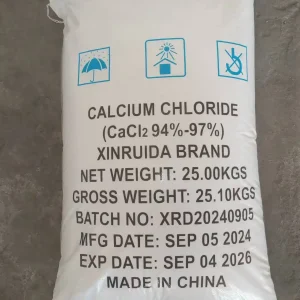 CALCIUM CHLORIDE
(CaCl2 94%-97%)
XINRUIDA BRAND
NET WEIGHT: 25.00KGS
GROSS WEIGHT: 25.10KGS
BATCH NO: XRD20240905
MFG DATE: SEP 05 2024
EXP DATE: SEP 04 2026
MADE IN CHINA